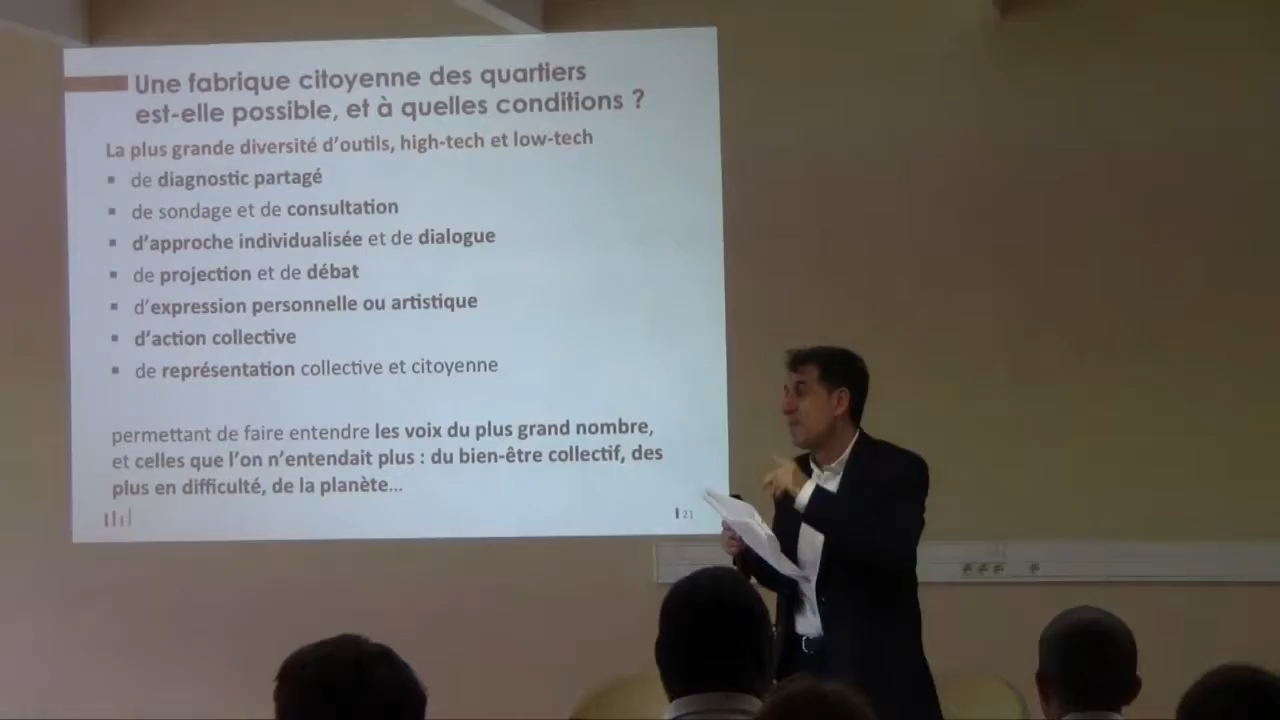 Une fabrique citoyenne des quartiers
est-elle possible, et à quelles conditions ?
La plus grande diversité d'outils, high-tech et low-tech
▪ de diagnostic partagé
▪ de sondage et de consultation
▪ d'approche individualisée et de dialogue
▪ de projection et de débat
▪ d'expression personnelle ou artistique
▪ d'action collective
▪ de représentation collective et citoyenne
permettant de faire entendre les voix du plus grand nombre,
et celles que l'on n'entendait plus : du bien-être collectif, des
plus en difficulté, de la planète...
21